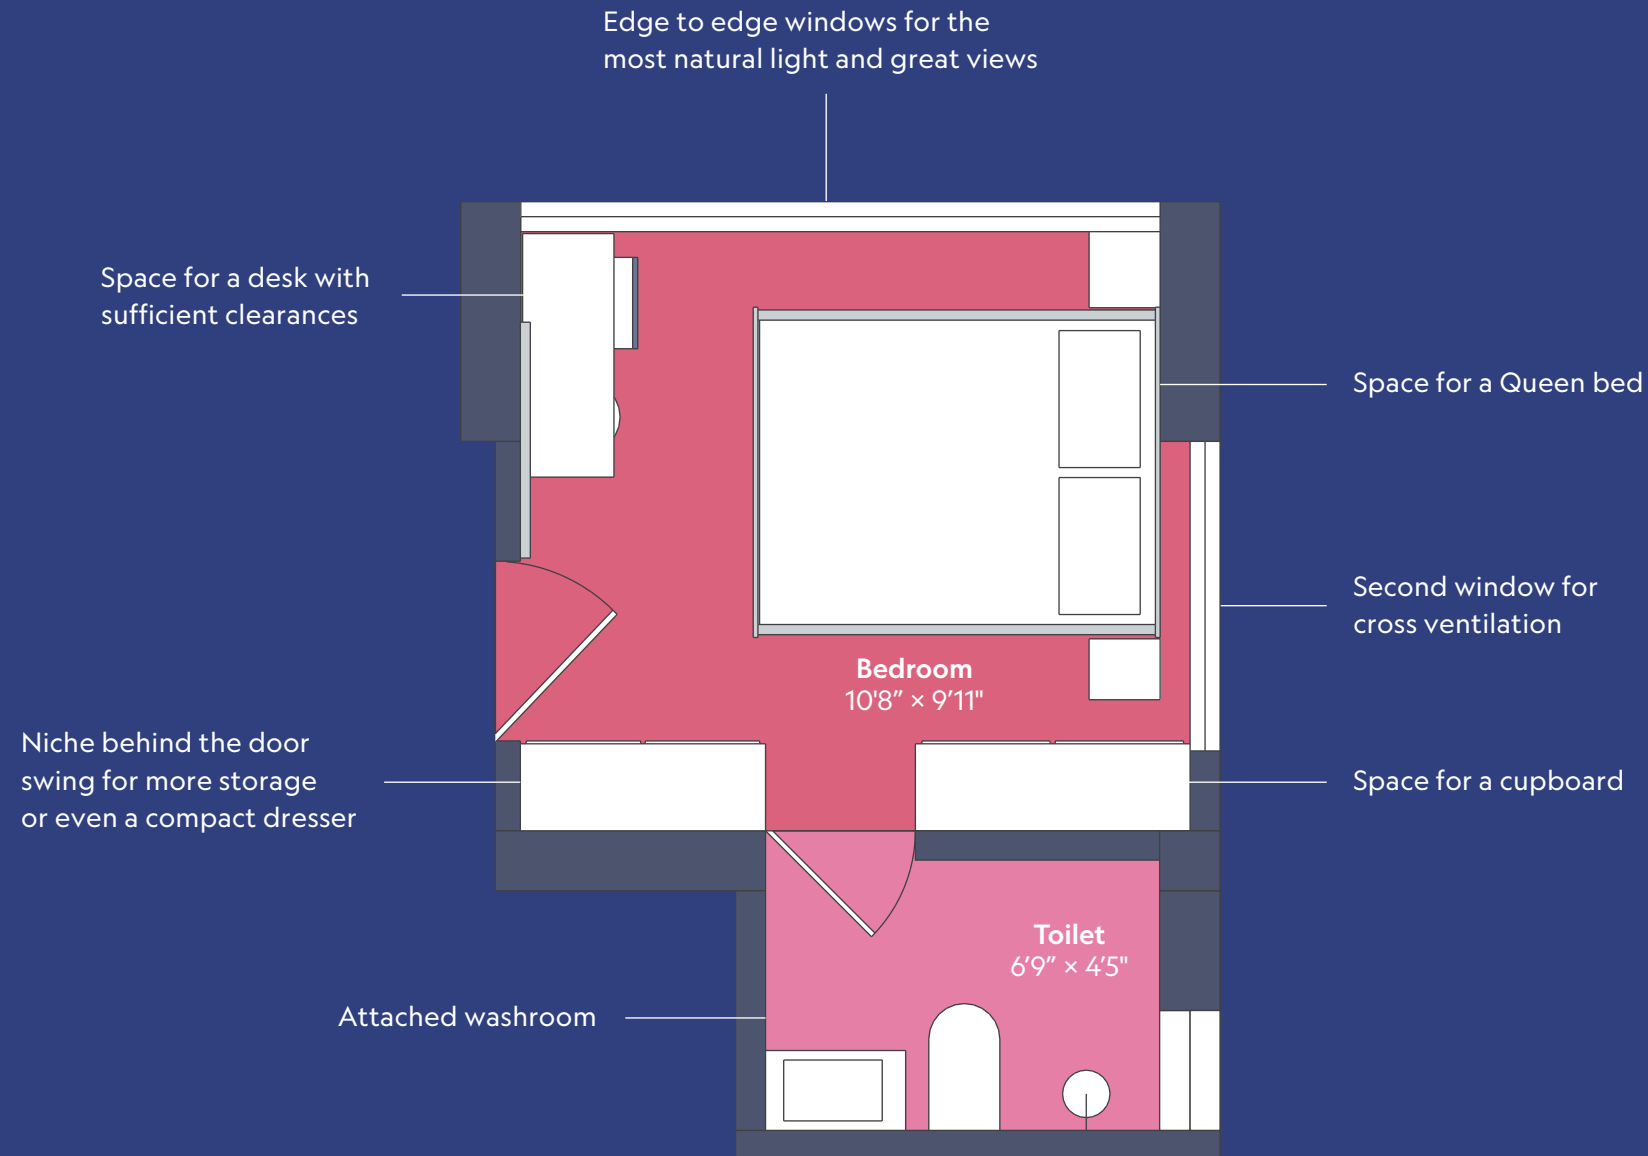 Edge to edge windows for the
most natural light and great views
Space for a desk with
sufficient clearances
Space for a Queen bed
Second window for
cross ventilation
Bedroom
10'8” × 9’11"
Niche behind the door
swing for more storage
or even a compact dresser
Space for a cupboard
Toilet
6’9” × 4’5"
Attached washroom